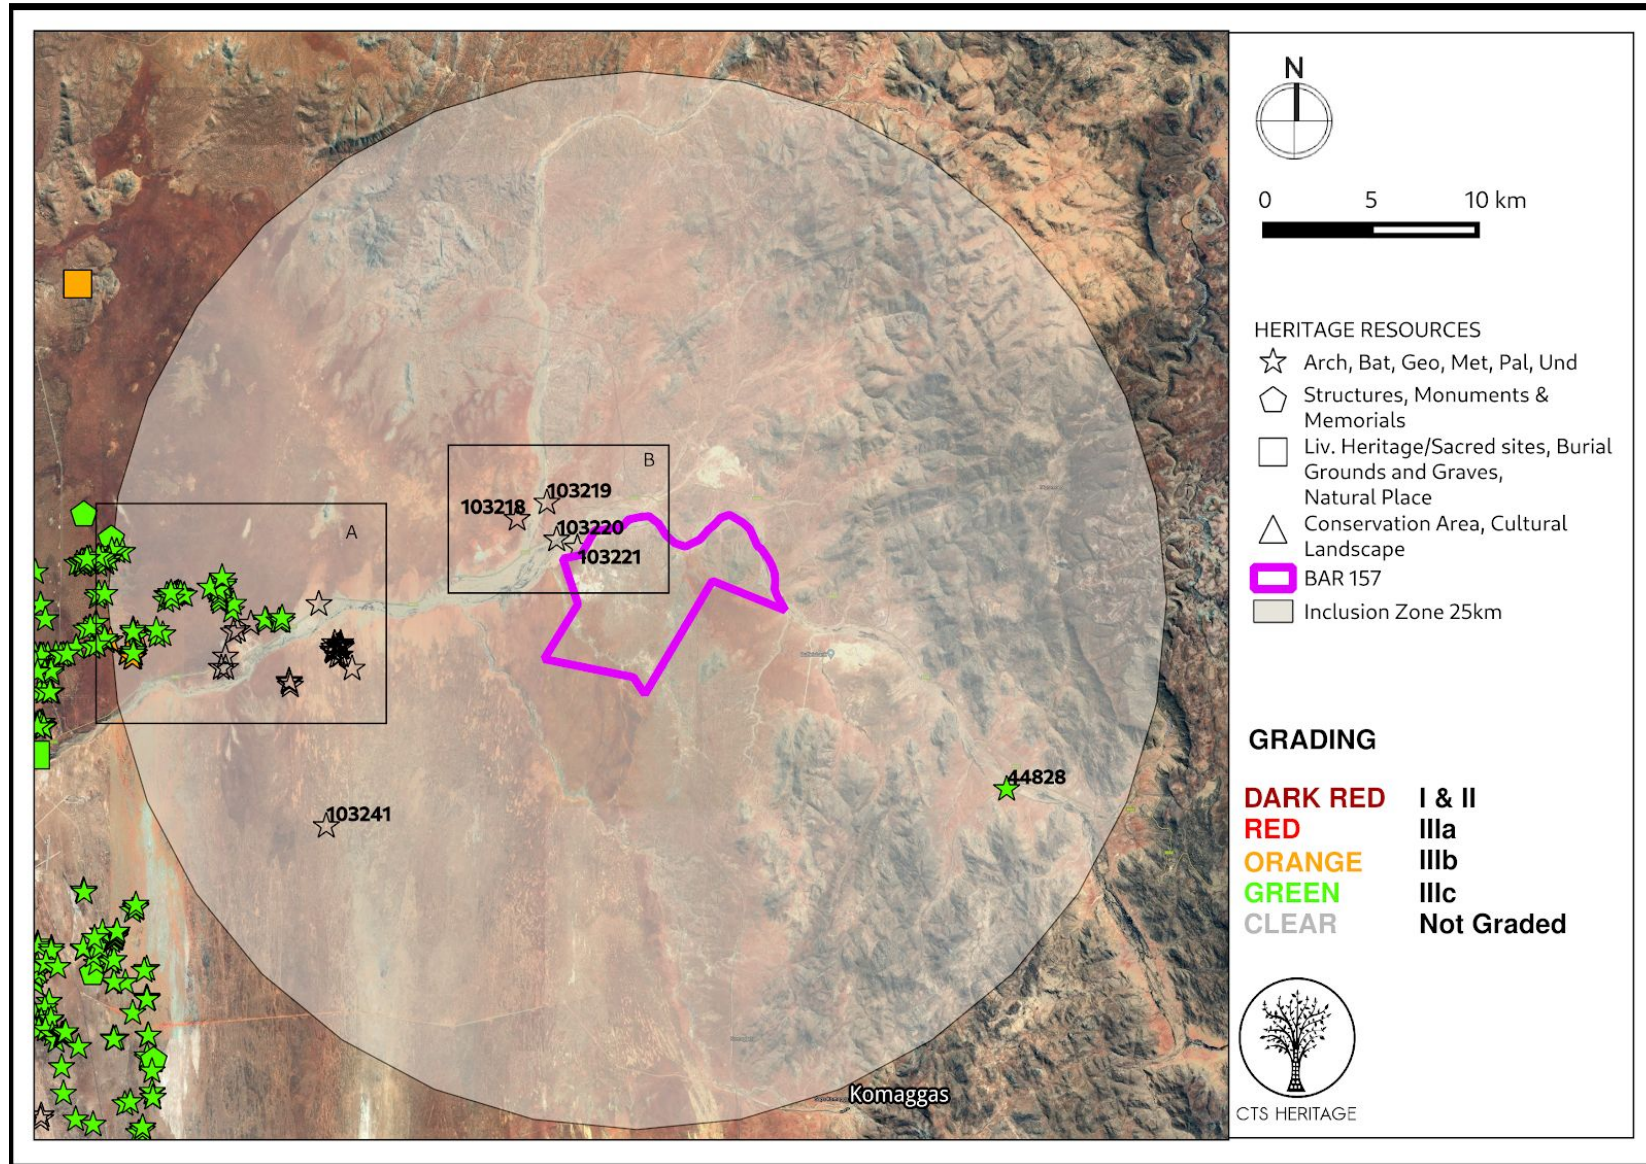 A
B
103219
103218
103220
103221
44828
103241
Komaggas
N
0 5 10 km
HERITAGE RESOURCES
Arch, Bat, Geo, Met, Pal, Und
Structures, Monuments &
Memorials
Liv. Heritage/Sacred sites, Burial
Grounds and Graves,
Natural Place
Conservation Area, Cultural
Landscape
BAR 157
Inclusion Zone 25km
GRADING
DARK RED I & II
RED IIIa
ORANGE IIIb
GREEN IIIc
CLEAR Not Graded
CTS HERITAGE